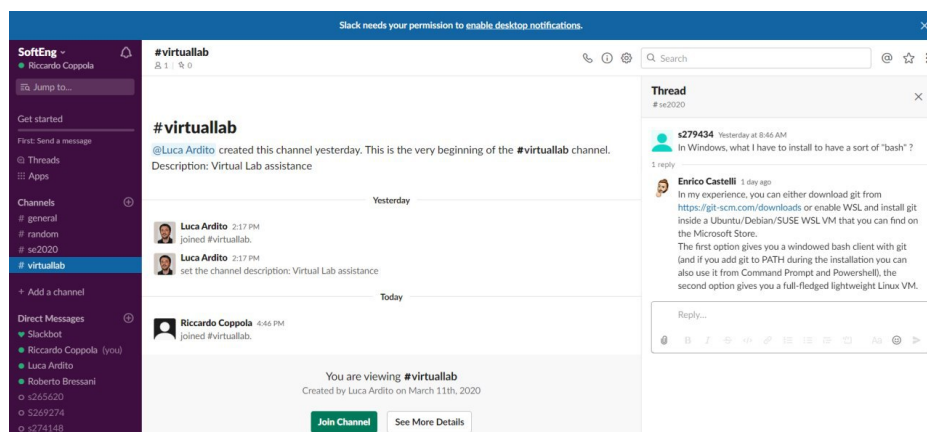 Slack needs your permission to enable desktop notifications.
SoftEng
Riccardo Coppola
Jump to...
Get started
First: Send a message
Threads
Apps
Channels
# general
# random
# se2020
# virtuallab
+ Add a channel
Direct Messages
Slackbot
Riccardo Coppola (you)
Luca Ardito
Roberto Bressani
s265620
S269274
s274148
#virtuallab
1 | 0
#virtuallab
@Luca Ardito created this channel yesterday. This is the very beginning of the #virtuallab channel.
Description: Virtual Lab assistance
Yesterday
Luca Ardito 2:17 PM
joined #virtuallab.
Luca Ardito 2:17 PM
set the channel description: Virtual Lab assistance
Today
Riccardo Coppola 4:46 PM
joined #virtuallab.
You are viewing #virtuallab
Created by Luca Ardito on March 11th, 2020
Join Channel
See More Details
Search
Thread
# se2020
s279434 Yesterday at 8:46 AM
In Windows, what I have to install to have a sort of "bash" ?
1 reply
Enrico Castelli 1 day ago
In my experience, you can either download git from
https://git-scm.com/downloads or enable WSL and install git
inside a Ubuntu/Debian/SUSE WSL VM that you can find on
the Microsoft Store.
The first option gives you a windowed bash client with git
(and if you add git to PATH during the installation you can
also use it from Command Prompt and Powershell), the
second option gives you a full-fledged lightweight Linux VM.
Reply...
Aa